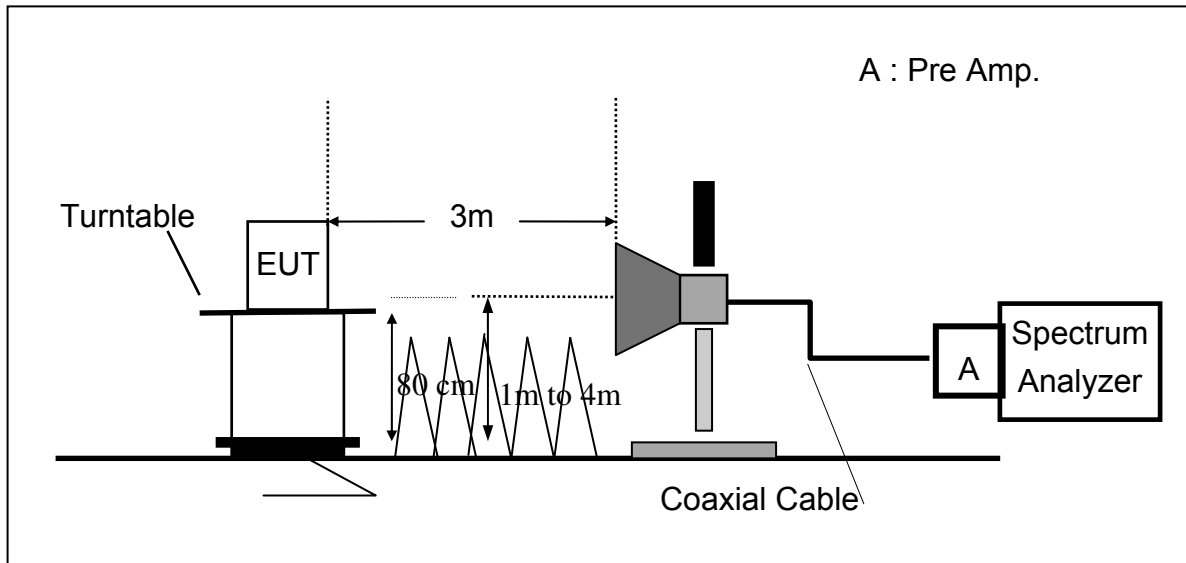 A : Pre Amp.
Turntable
3m
EUT
80 cm
1m to 4m
A
Spectrum
Analyzer
Coaxial Cable